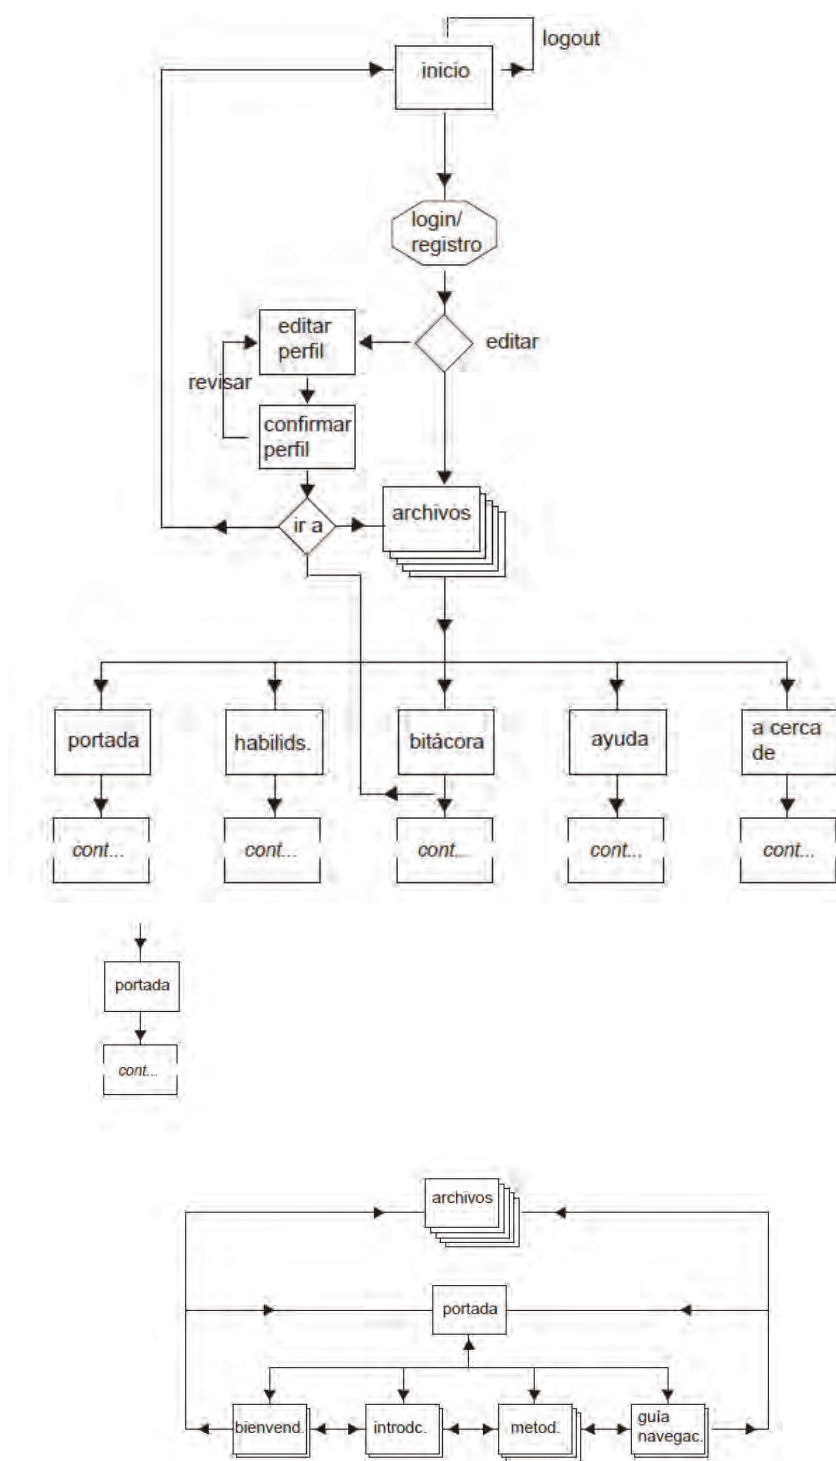 logout
inicio
login/
registro
editar
perfil
editar
revisar
confirmar
perfil
ir a
archivos
portada
habilids.
bitácora
ayuda
a cerca
de
cont...
cont...
cont...
cont...
cont...
portada
cont...
archivos
portada
bienvend.
introdc.
metod.
guía
navegac.